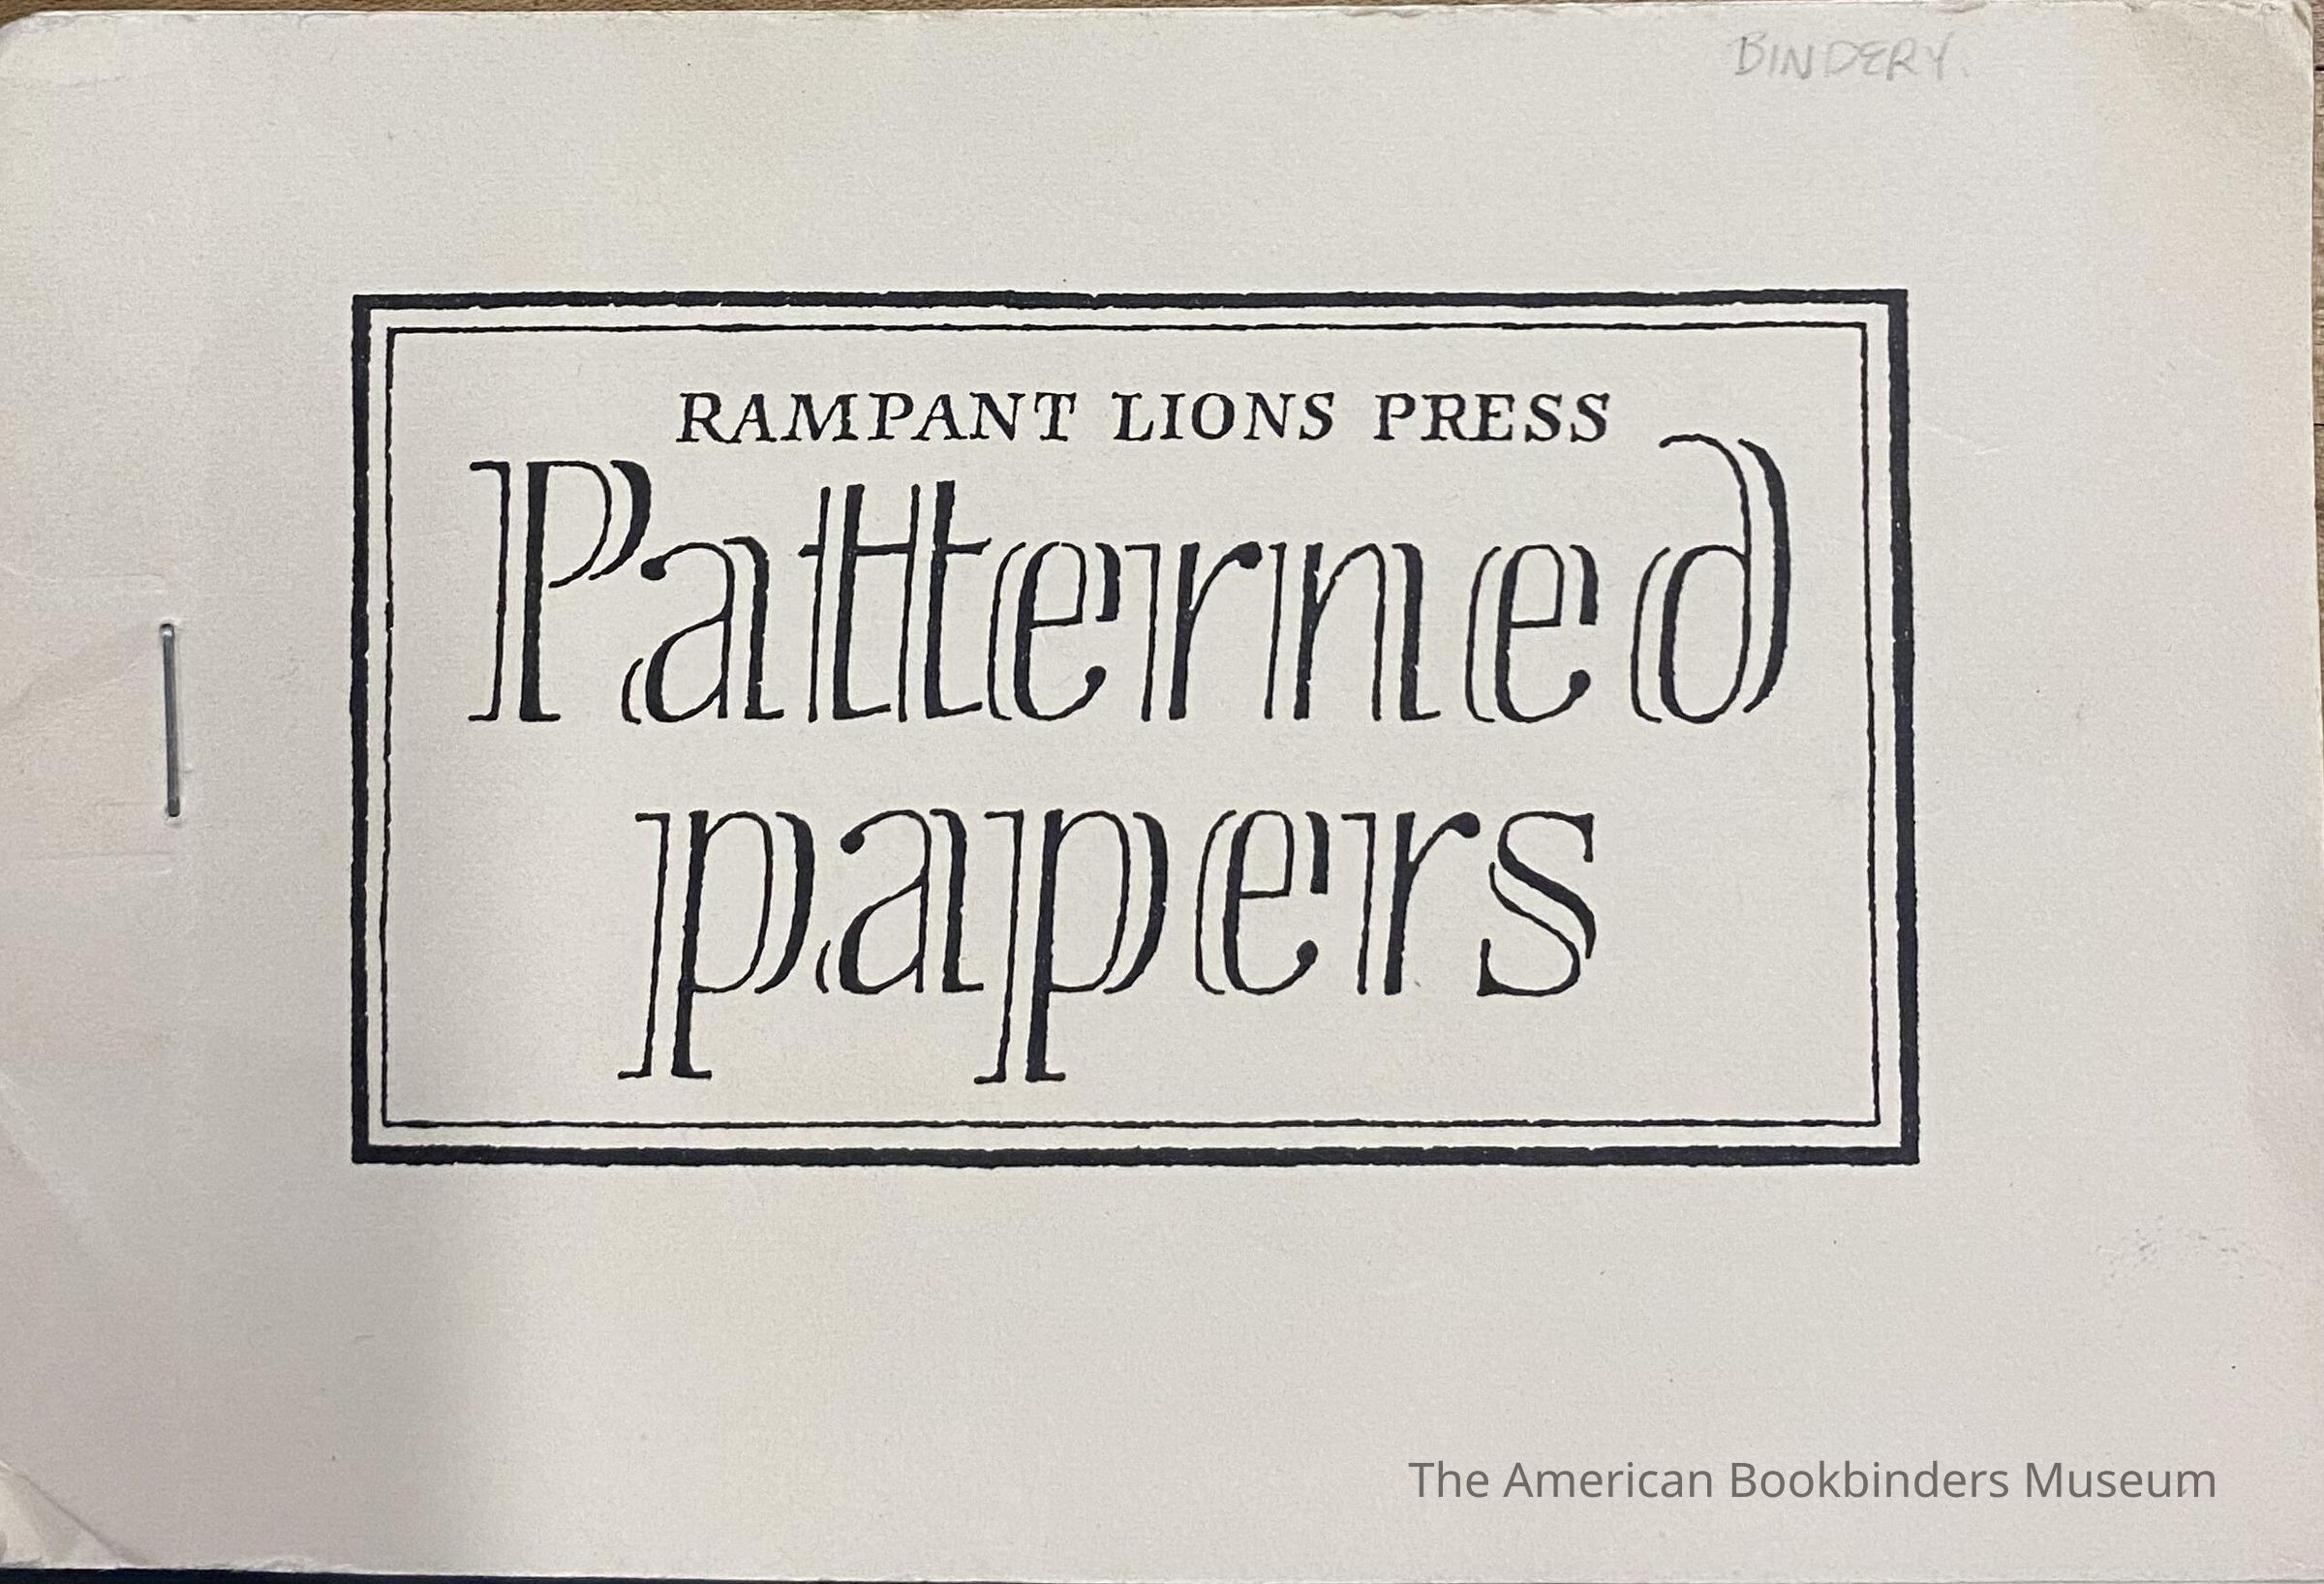 BINDERY.
RAMPANT LIONS PRESS
Patterned
papers
The American Bookbinders Museum